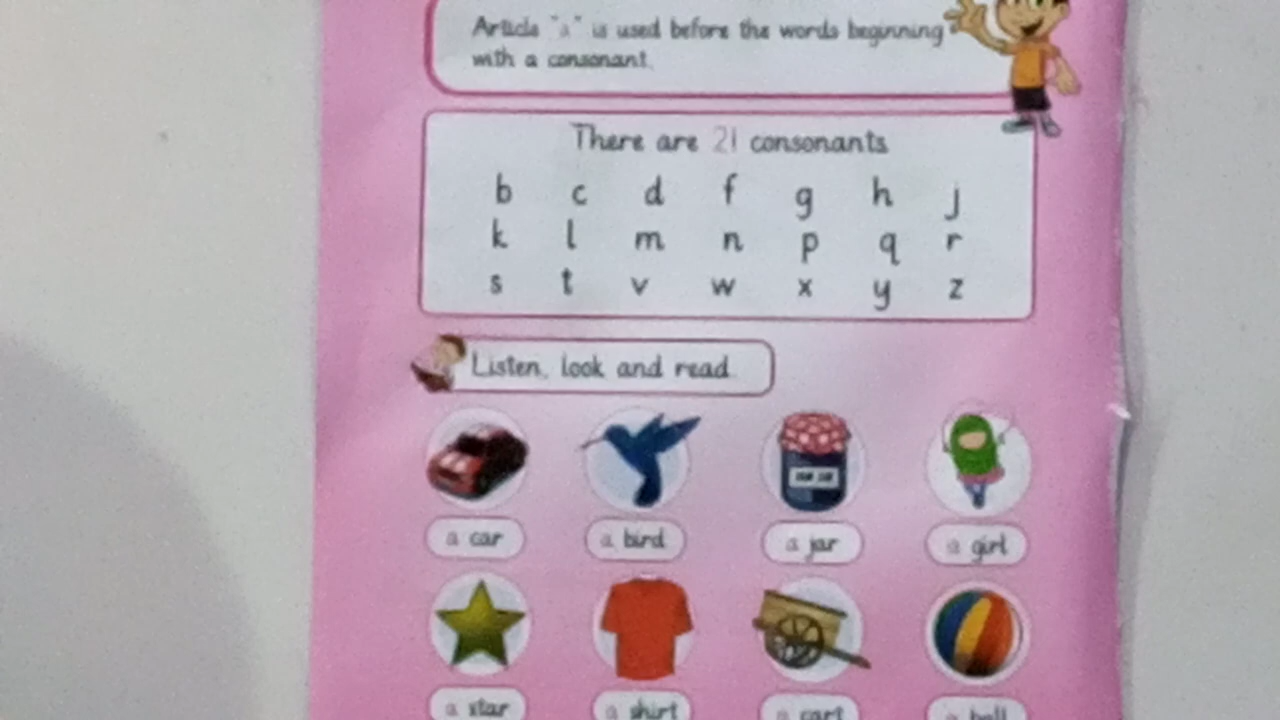 Article "a" is used before the words beginning
with a consonant.
There are 21 consonants
b c d f g h j
k l m n p q r
s t v w x y z
Listen, look and read.
a car a bird a jar a girl
a star a shirt a cart a ball